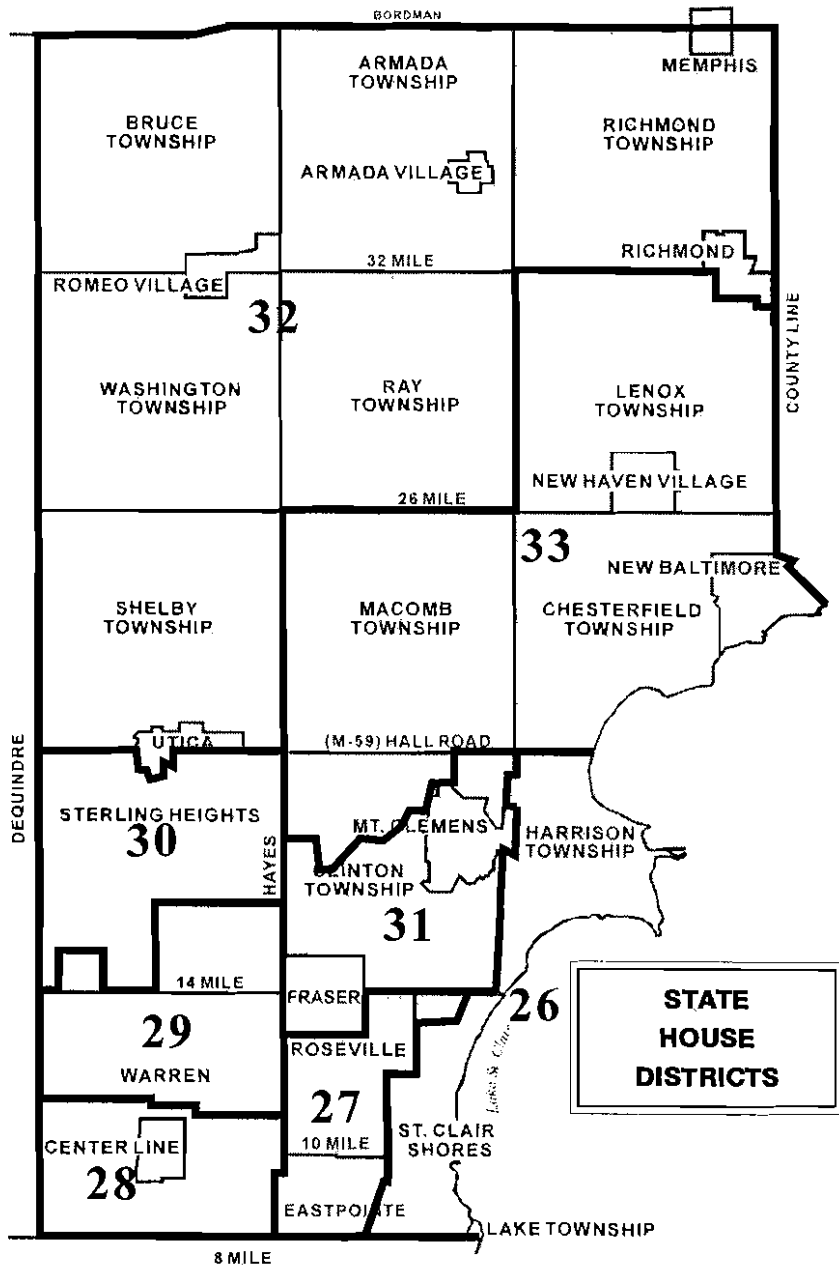 BORDMAN
ARMADA
TOWNSHIP
MEMPHIS
BRUCE
TOWNSHIP
RICHMOND
TOWNSHIP
ARMADA VILLAGE
RICHMOND
32 MILE
ROMEO VILLAGE
32
WASHINGTON
TOWNSHIP
RAY
TOWNSHIP
LENOX
TOWNSHIP
COUNTY LINE
NEW HAVEN VILLAGE
26 MILE
33
NEW BALTIMORE
SHELBY
TOWNSHIP
MACOMB
TOWNSHIP
CHESTERFIELD
TOWNSHIP
UTICA
(M-59) HALL ROAD
DEQUINDRE
STERLING HEIGHTS
30
HAYES
MT. CLEMENS
HARRISON
TOWNSHIP
CLINTON
TOWNSHIP
31
14 MILE
FRASER
26
STATE
HOUSE
DISTRICTS
29
WARREN
ROSEVILLE
Lake St. Clair
27
10 MILE
ST. CLAIR
SHORES
CENTER LINE
28
EASTPOINTE
LAKE TOWNSHIP
8 MILE